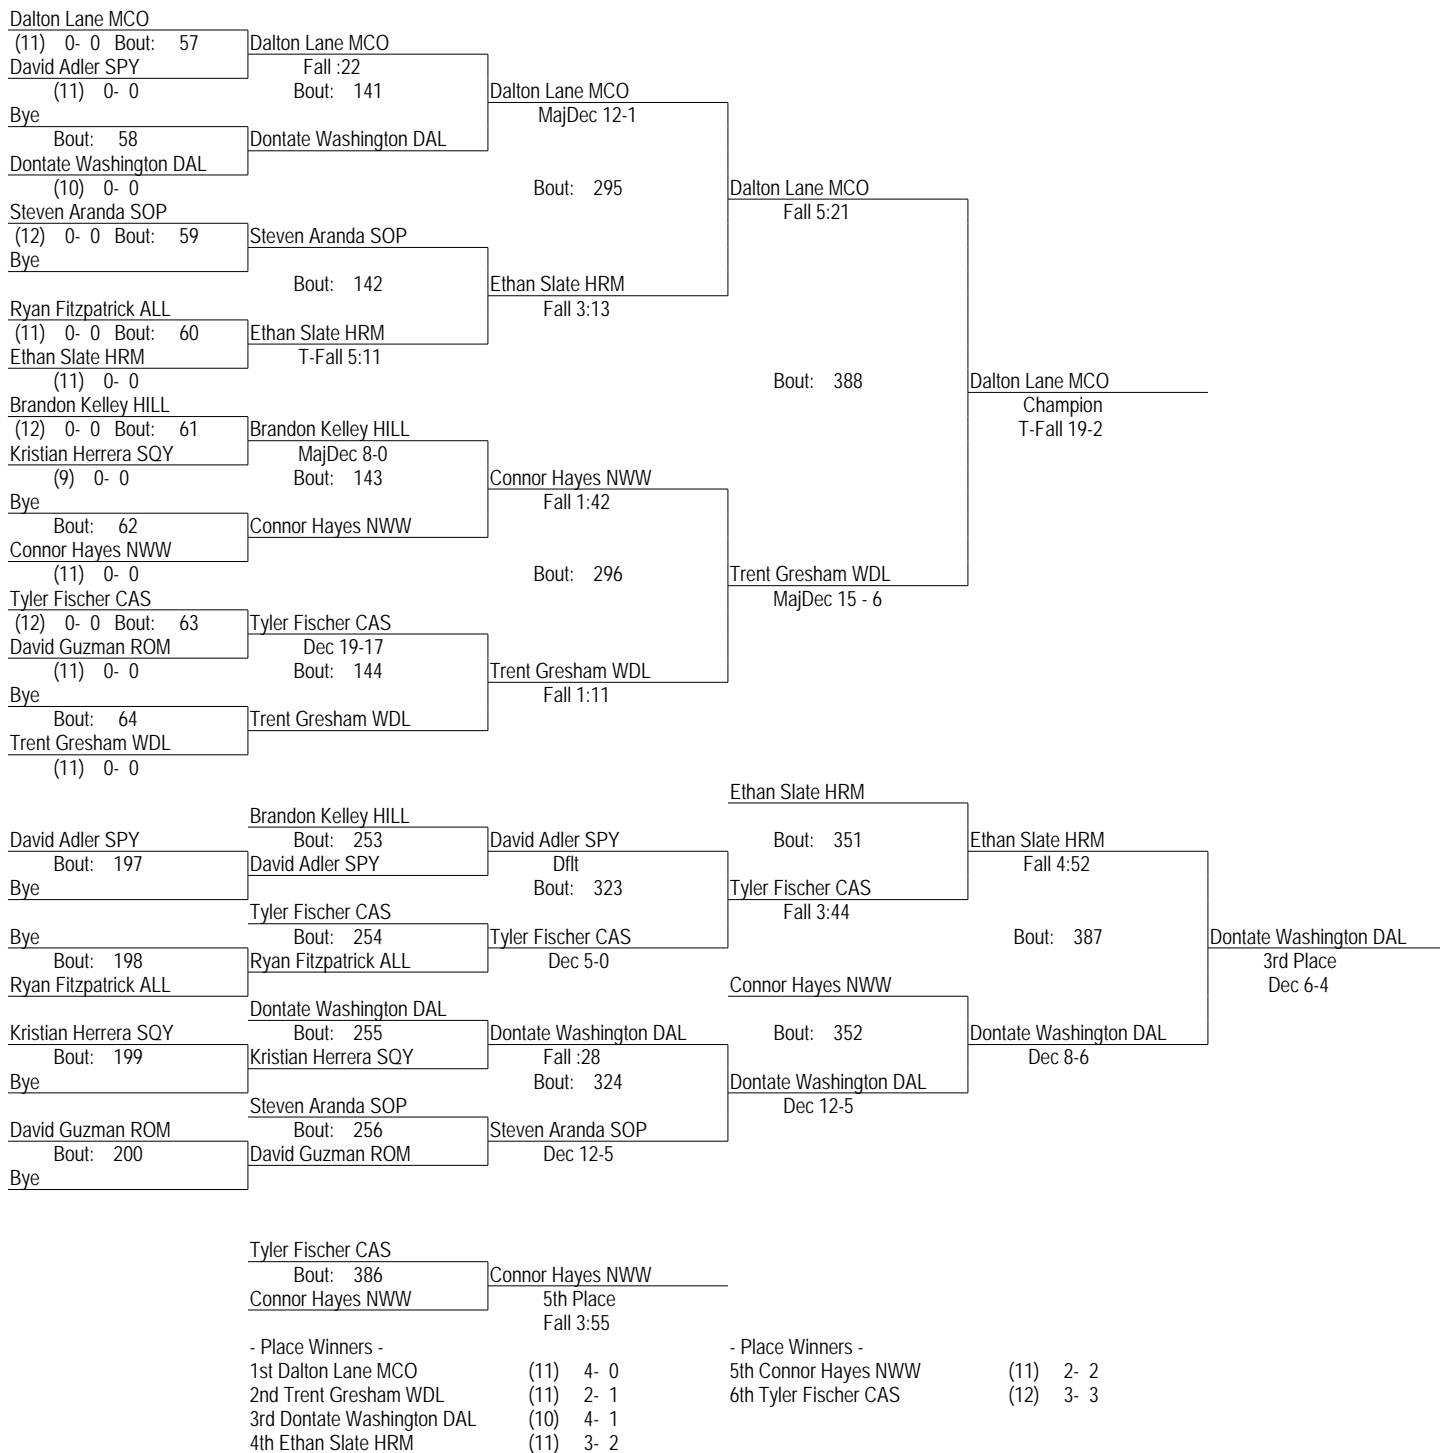 Dalton Lane MCO
(11) 0- 0 Bout: 57 Dalton Lane MCO
David Adler SPY Fall :22
(11) 0- 0 Bout: 141 Dalton Lane MCO
Bye MajDec 12-1
Bout: 58 Dontate Washington DAL
Dontate Washington DAL
(10) 0- 0 Bout: 295 Dalton Lane MCO
Steven Aranda SOP Fall 5:21
(12) 0- 0 Bout: 59 Steven Aranda SOP
Bye
Bout: 142 Ethan Slate HRM
Ryan Fitzpatrick ALL Fall 3:13
(11) 0- 0 Bout: 60 Ethan Slate HRM
Ethan Slate HRM T-Fall 5:11
(11) 0- 0 Bout: 388 Dalton Lane MCO
Brandon Kelley HILL Champion
(12) 0- 0 Bout: 61 Brandon Kelley HILL T-Fall 19-2
Kristian Herrera SQY MajDec 8-0
(9) 0- 0 Bout: 143 Connor Hayes NWW
Bye Fall 1:42
Bout: 62 Connor Hayes NWW
Connor Hayes NWW
(11) 0- 0 Bout: 296 Trent Gresham WDL
Tyler Fischer CAS MajDec 15 - 6
(12) 0- 0 Bout: 63 Tyler Fischer CAS
David Guzman ROM Dec 19-17
(11) 0- 0 Bout: 144 Trent Gresham WDL
Bye Fall 1:11
Bout: 64 Trent Gresham WDL
Trent Gresham WDL
(11) 0- 0
Ethan Slate HRM
Brandon Kelley HILL
David Adler SPY Bout: 253 David Adler SPY Bout: 351 Ethan Slate HRM
Bout: 197 David Adler SPY Dflt Fall 4:52
Bye Bout: 323 Tyler Fischer CAS
Tyler Fischer CAS Fall 3:44
Bye Bout: 254 Tyler Fischer CAS Bout: 387 Dontate Washington DAL
Bout: 198 Ryan Fitzpatrick ALL Dec 5-0 3rd Place
Ryan Fitzpatrick ALL Connor Hayes NWW Dec 6-4
Dontate Washington DAL
Kristian Herrera SQY Bout: 255 Dontate Washington DAL Bout: 352 Dontate Washington DAL
Bout: 199 Kristian Herrera SQY Fall :28 Dec 8-6
Bye Bout: 324 Dontate Washington DAL
Steven Aranda SOP Dec 12-5
David Guzman ROM Bout: 256 Steven Aranda SOP
Bout: 200 David Guzman ROM Dec 12-5
Bye
Tyler Fischer CAS
Bout: 386 Connor Hayes NWW
Connor Hayes NWW 5th Place
Fall 3:55
- Place Winners - - Place Winners -
1st Dalton Lane MCO (11) 4- 0 5th Connor Hayes NWW (11) 2- 2
2nd Trent Gresham WDL (11) 2- 1 6th Tyler Fischer CAS (12) 3- 3
3rd Dontate Washington DAL (10) 4- 1
4th Ethan Slate HRM (11) 3- 2